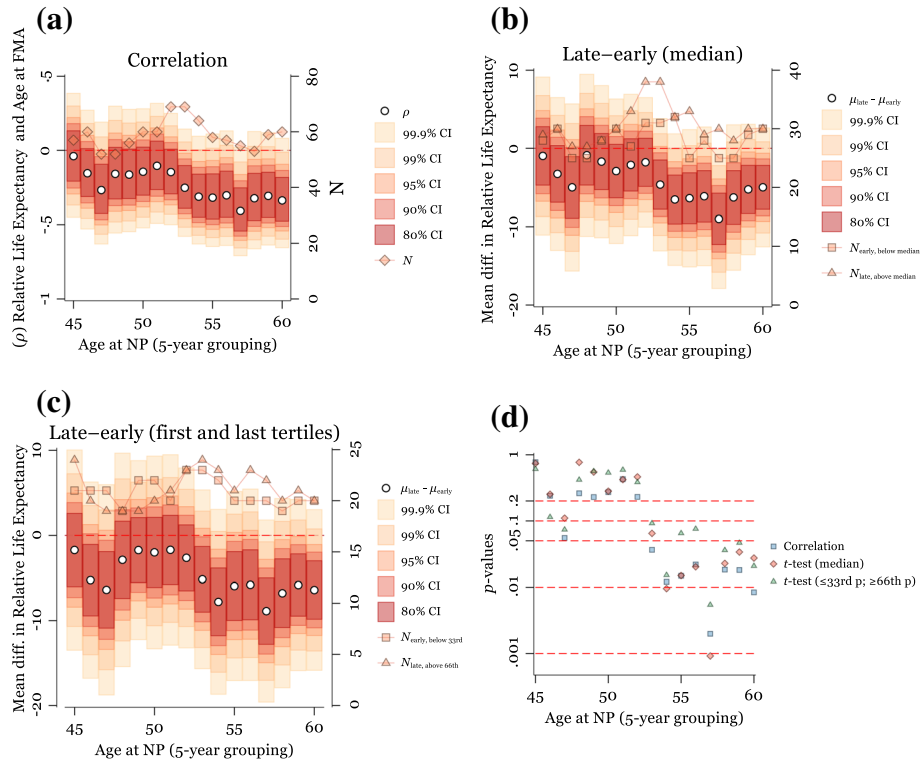 (a)
Correlation
(ρ) Relative Life Expectancy and Age at FMA
.5
0
-.5
-1
80
60
40
20
0
N
45
50
55
60
Age at NP (5-year grouping)
ρ
99.9% CI
99% CI
95% CI
90% CI
80% CI
N
(b)
Late–early (median)
Mean diff. in Relative Life Expectancy
10
0
-10
-20
40
30
20
10
0
45
50
55
60
Age at NP (5-year grouping)
μlate - μearly
99.9% CI
99% CI
95% CI
90% CI
80% CI
Nearly, below median
Nlate, above median
(c)
Late–early (first and last tertiles)
Mean diff. in Relative Life Expectancy
10
0
-10
-20
25
20
15
10
5
0
45
50
55
60
Age at NP (5-year grouping)
μlate - μearly
99.9% CI
99% CI
95% CI
90% CI
80% CI
Nearly, below 33rd
Nlate, above 66th
(d)
p-values
1
.2
.1
.05
.01
.001
45
50
55
60
Age at NP (5-year grouping)
Correlation
t-test (median)
t-test (≤33rd p; ≥66th p)